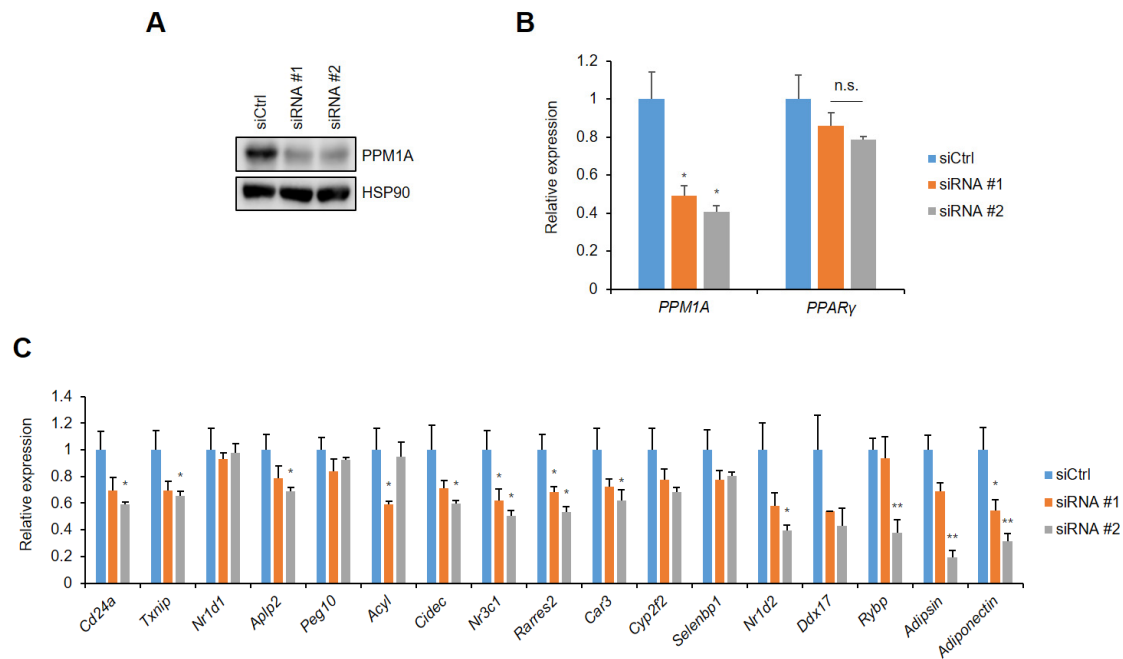 A
siCtrl
siRNA #1
siRNA #2
PPM1A
HSP90
B
Relative expression
1.2
1
0.8
0.6
0.4
0.2
0
*
*
n.s.
PPM1A
PPARγ
siCtrl
siRNA #1
siRNA #2
C
Relative expression
1.4
1.2
1
0.8
0.6
0.4
0.2
0
*
*
*
*
*
*
*
*
*
*
*
**
**
*
**
Cd24a
Txnip
Nr1d1
Aplp2
Peg10
Acyl
Cidec
Nr3c1
Rarres2
Car3
Cyp2f2
Selenbp1
Nr1d2
Ddx17
Rybp
Adipsin
Adiponectin
siCtrl
siRNA #1
siRNA #2